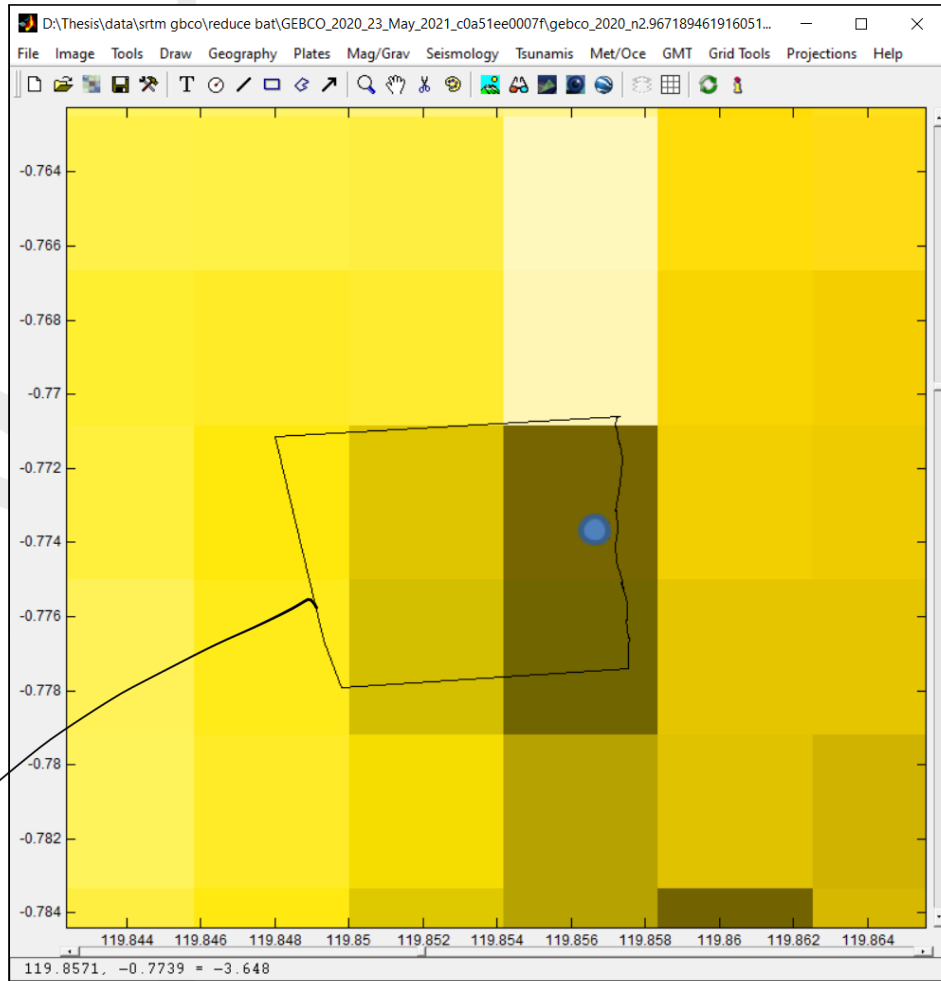 D:\Thesis\data\srtm gbco\reduce bat\GEBCO_2020_23_May_2021_c0a51ee0007f\gebco_2020_n2.967189461916051...
File Image Tools Draw Geography Plates Mag/Grav Seismology Tsunamis Met/Oce GMT Grid Tools Projections Help
T
-0.764
-0.766
-0.768
-0.77
-0.772
-0.774
-0.776
-0.778
-0.78
-0.782
-0.784
119.844 119.846 119.848 119.85 119.852 119.854 119.856 119.858 119.86 119.862 119.864
119.8571, -0.7739 = -3.648